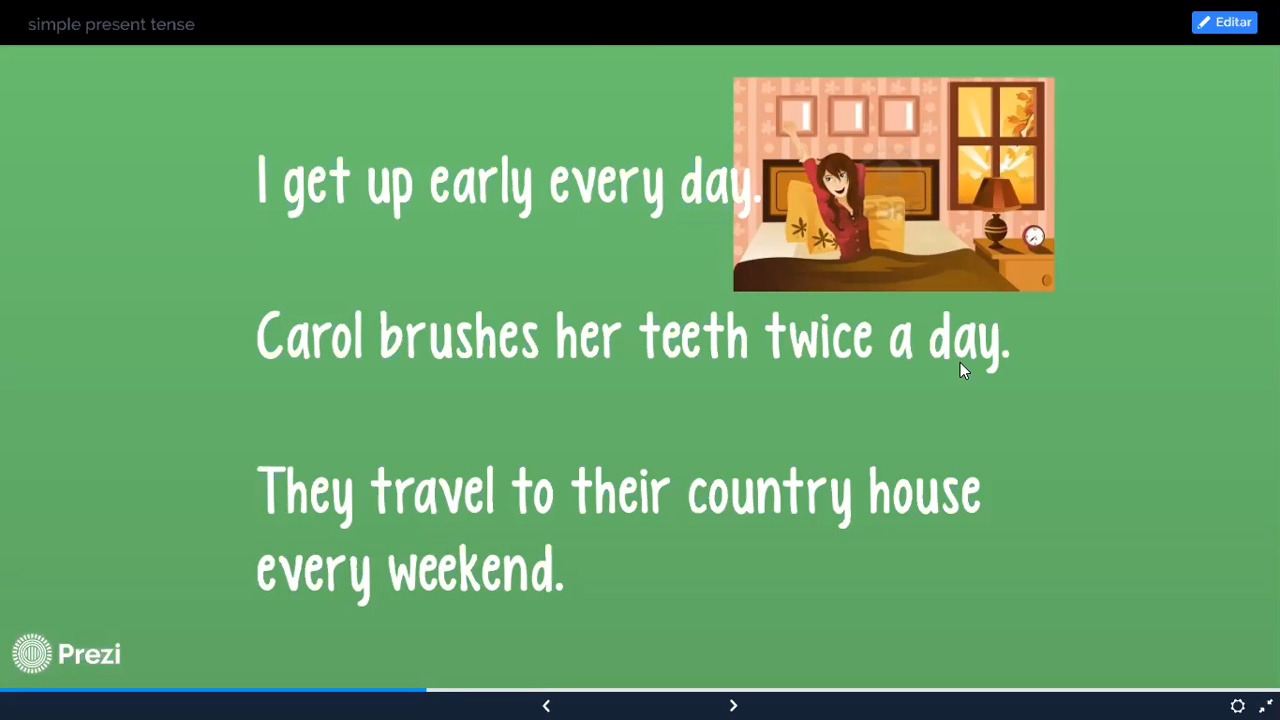 simple present tense
Editar
I get up early every day.
Carol brushes her teeth twice a day.
They travel to their country house
every weekend.
Prezi